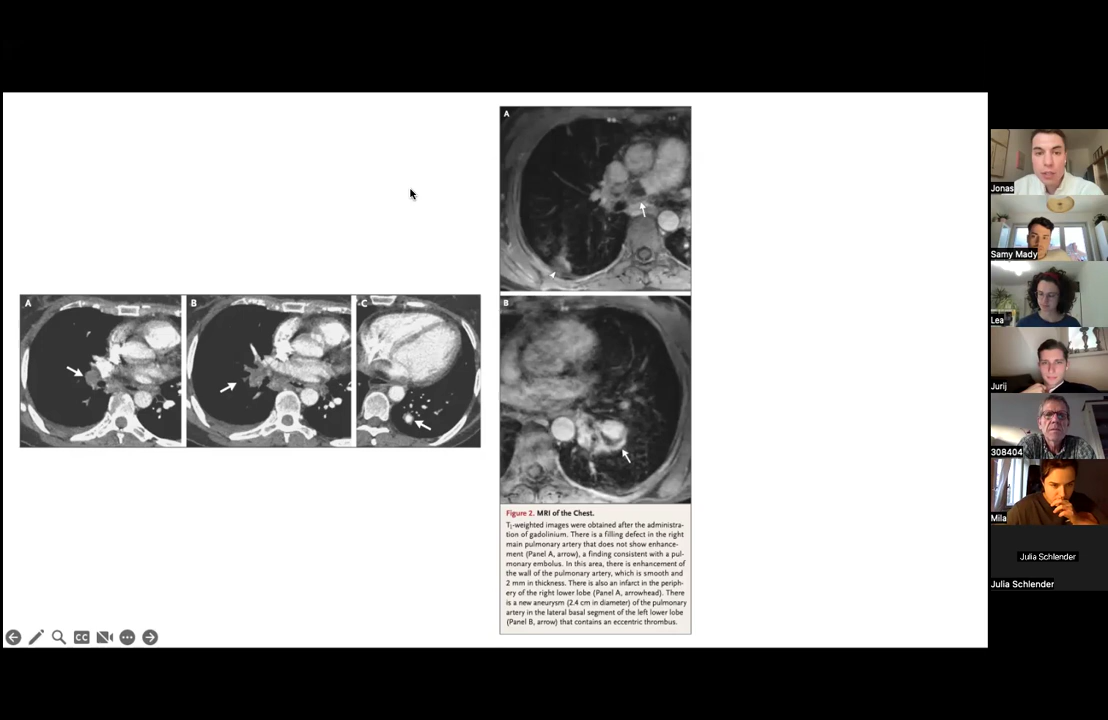 A
B
C
A
B
Figure 2. MRI of the Chest.
T₁-weighted images were obtained after the administra-
tion of gadolinium. There is a filling defect in the right
main pulmonary artery that does not show enhance-
ment (Panel A, arrow), a finding consistent with a pul-
monary embolus. In this area, there is enhancement of
the wall of the pulmonary artery, which is smooth and
2 mm in thickness. There is also an infarct in the periph-
ery of the right lower lobe (Panel A, arrowhead). There
is a new aneurysm (2.4 cm in diameter) of the pulmonary
artery in the lateral basal segment of the left lower lobe
(Panel B, arrow) that contains an eccentric thrombus.
CC
Jonas
Samy Mady
Lea
Jurij
308404
Mila
Julia Schlender
Julia Schlender